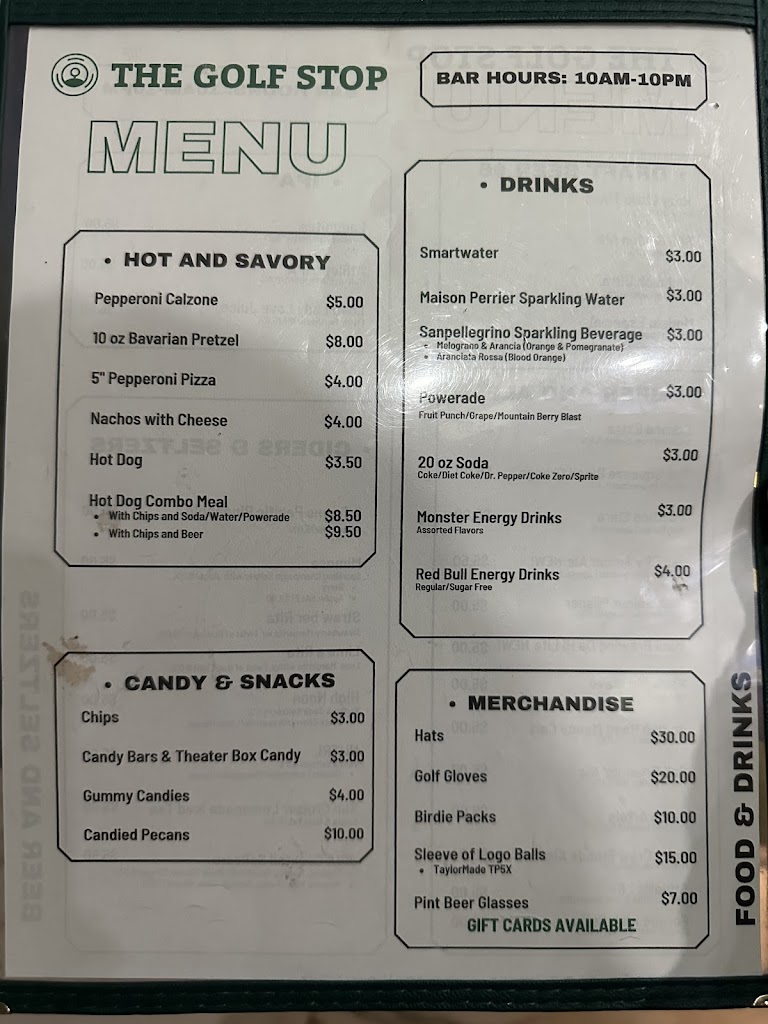 THE GOLF STOP
MENU
BAR HOURS: 10AM-10PM
• HOT AND SAVORY
Pepperoni Calzone $5.00
10 oz Bavarian Pretzel $8.00
5" Pepperoni Pizza $4.00
Nachos with Cheese $4.00
Hot Dog $3.50
Hot Dog Combo Meal
• With Chips and Soda/Water/Powerade $8.50
• With Chips and Beer $9.50
• CANDY & SNACKS
Chips $3.00
Candy Bars & Theater Box Candy $3.00
Gummy Candies $4.00
Candied Pecans $10.00
• DRINKS
Smartwater $3.00
Maison Perrier Sparkling Water $3.00
Sanpellegrino Sparkling Beverage $3.00
• Melograno & Arancia (Orange & Pomegranate)
• Aranciata Rossa (Blood Orange)
Powerade $3.00
Fruit Punch/Grape/Mountain Berry Blast
20 oz Soda $3.00
Coke/Diet Coke/Dr. Pepper/Coke Zero/Sprite
Monster Energy Drinks $3.00
Assorted Flavors
Red Bull Energy Drinks $4.00
Regular/Sugar Free
• MERCHANDISE
Hats $30.00
Golf Gloves $20.00
Birdie Packs $10.00
Sleeve of Logo Balls $15.00
• TaylorMade TP5X
Pint Beer Glasses $7.00
GIFT CARDS AVAILABLE
FOOD & DRINKS
BEER AND SELTZERS
CIDERS & SELTZERS